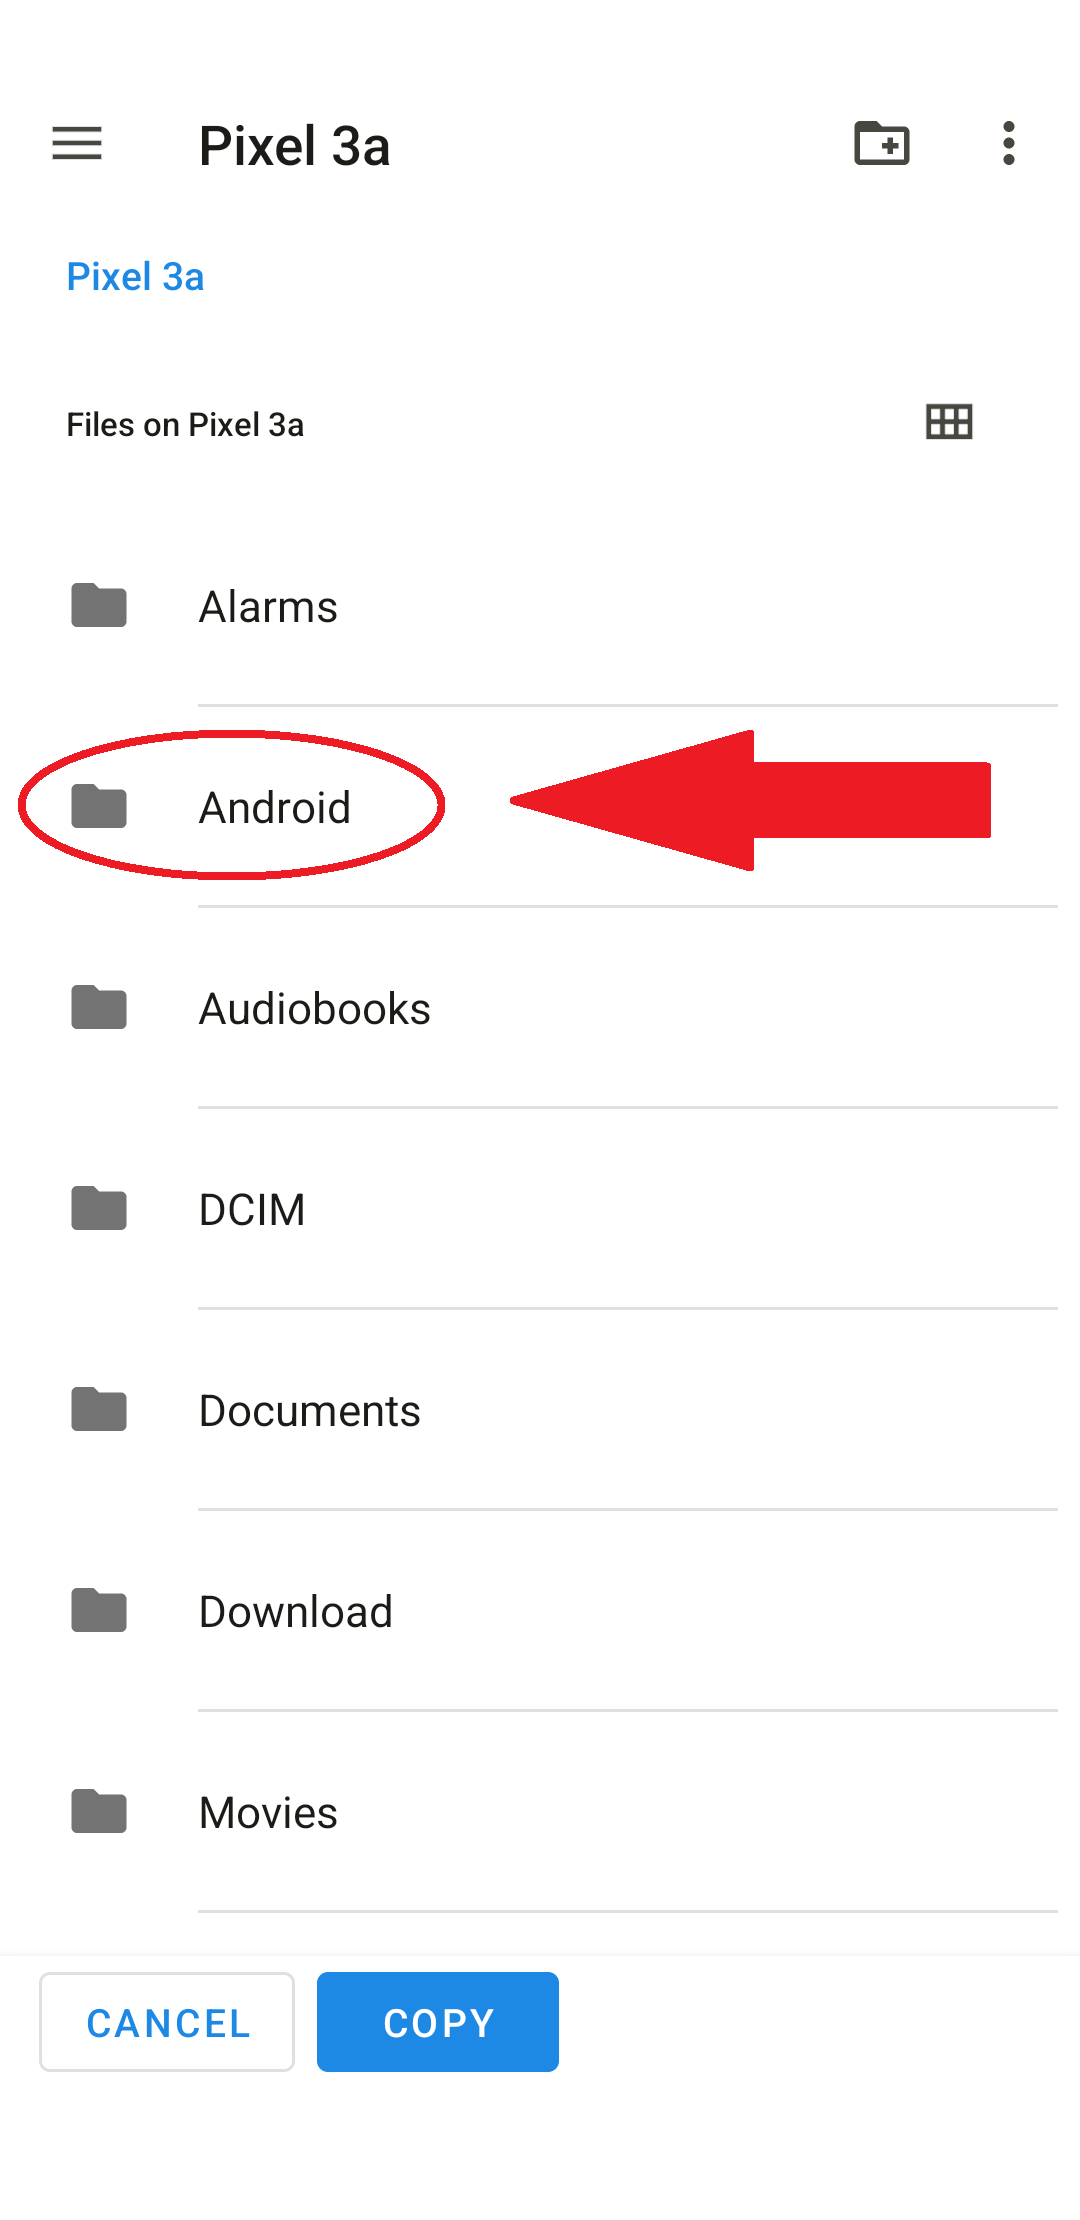 Pixel 3a
Pixel 3a
Files on Pixel 3a
Alarms
Android
Audiobooks
DCIM
Documents
Download
Movies
CANCEL COPY